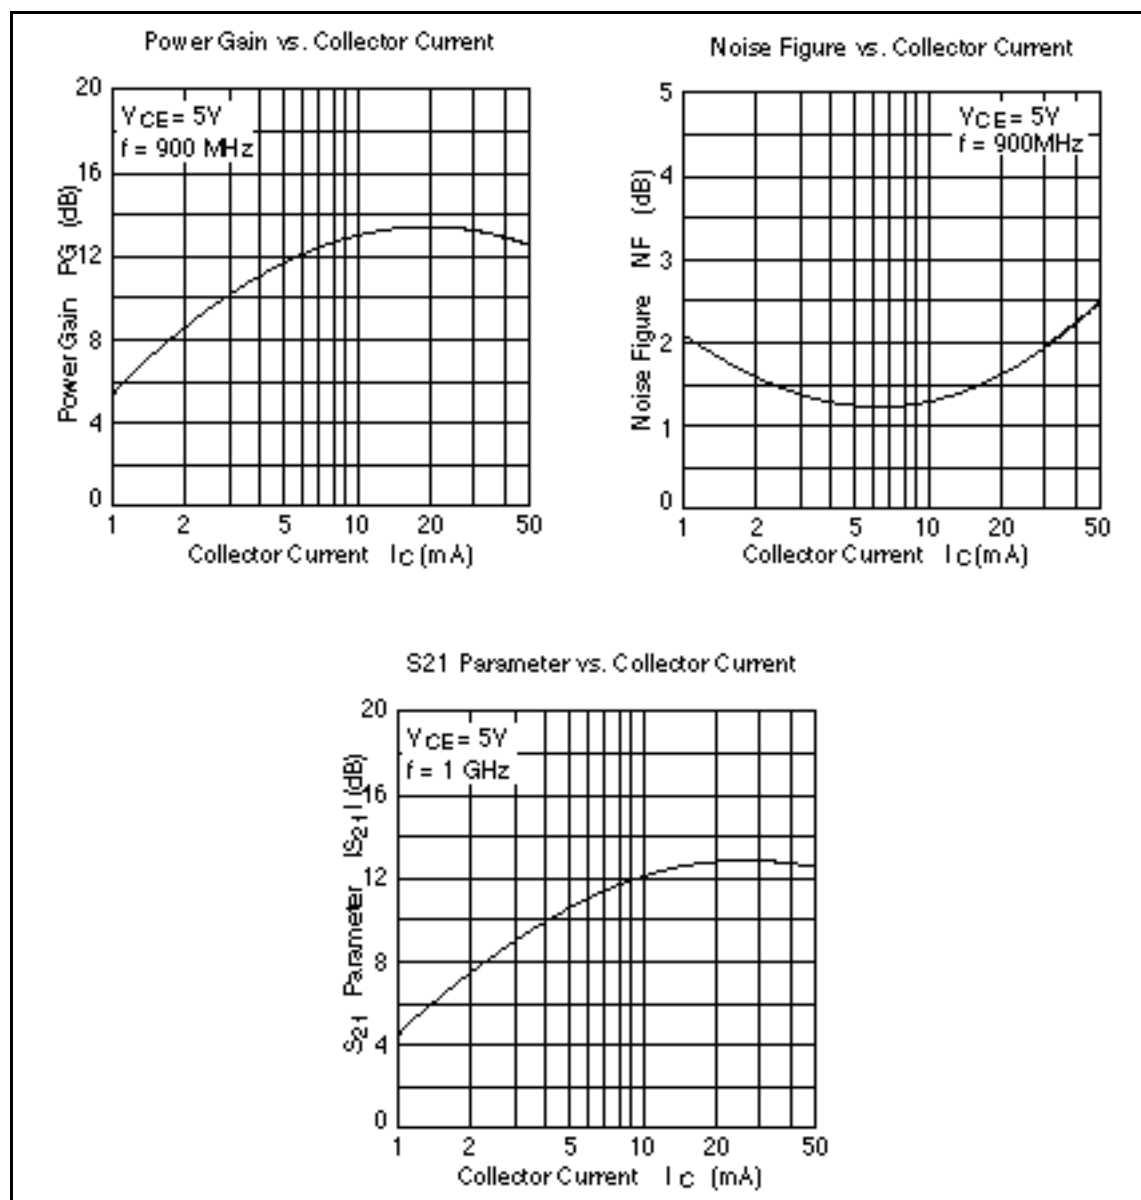 Power Gain vs. Collector Current
20
16
12
8
4
0
VCE = 5V
f = 900 MHz
Power Gain PG (dB)
1 2 5 10 20 50
Collector Current IC (mA)
Noise Figure vs. Collector Current
5
4
3
2
1
0
VCE = 5V
f = 900MHz
Noise Figure NF (dB)
1 2 5 10 20 50
Collector Current IC (mA)
S21 Parameter vs. Collector Current
20
16
12
8
4
0
VCE = 5V
f = 1 GHz
S21 Parameter IS21I (dB)
1 2 5 10 20 50
Collector Current IC (mA)